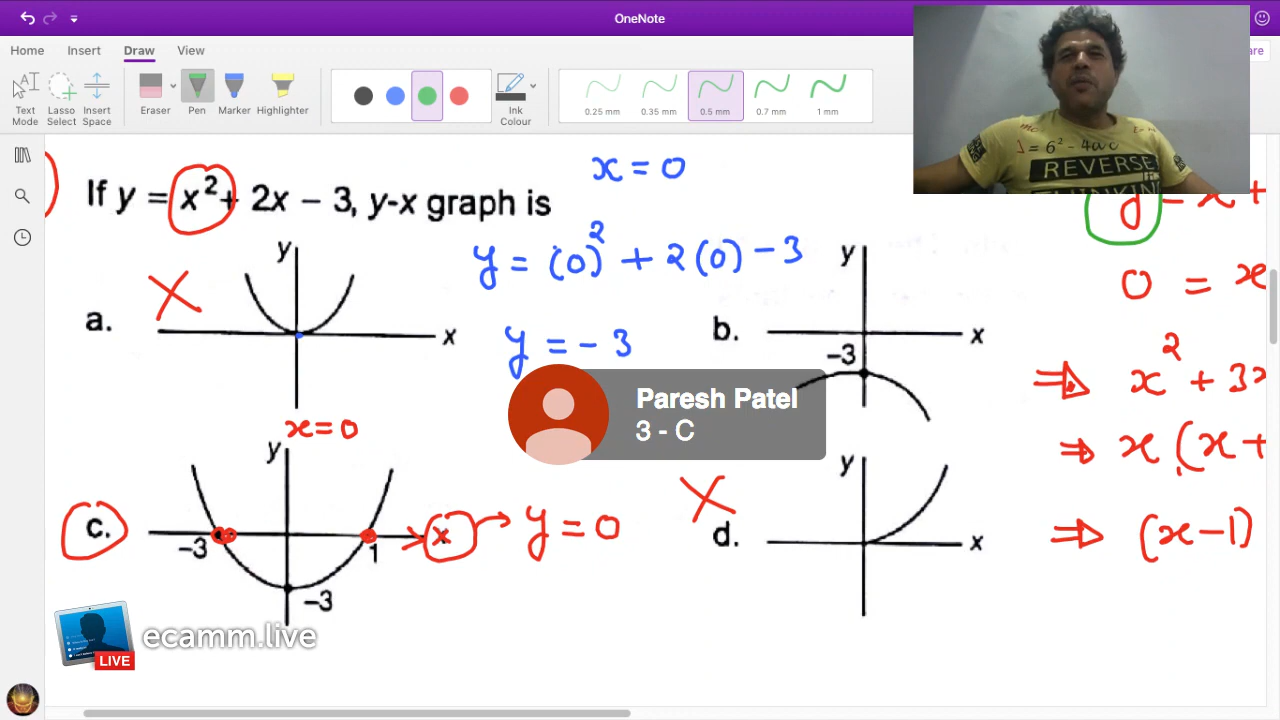 OneNote
Home Insert Draw View
are
Text Mode
Lasso Select
Insert Space
Eraser
Pen
Marker
Highlighter
Ink Colour
0.25 mm
0.35 mm
0.5 mm
0.7 mm
1 mm
REVERSE
THINKING
If y = x² + 2x – 3, y-x graph is
x = 0
y = (0)² + 2(0) – 3
y = – 3
a.
y
x
b.
y
x
–3
x = 0
c.
y
x
–3
1
–3
y = 0
d.
y
x
0 = x
⇒ x² + 3x
⇒ x (x +
⇒ (x – 1)
Paresh Patel
3 - C
ecamm.live
LIVE